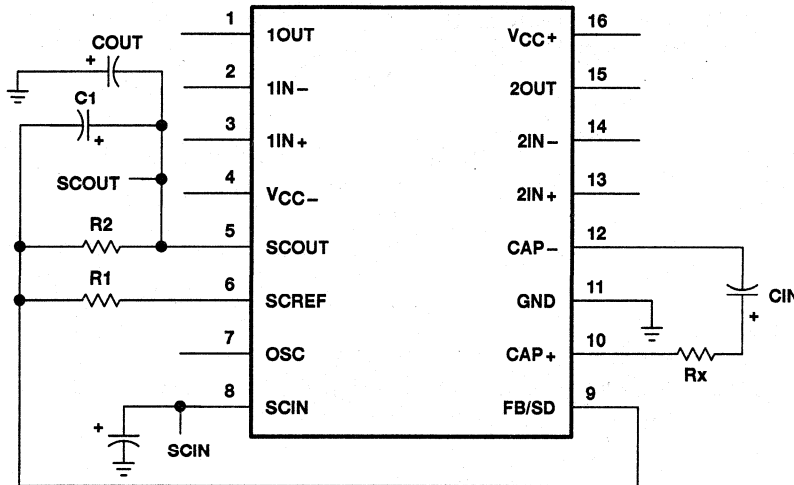 1 1OUT VCC+ 16
COUT
+
2 1IN− 2OUT 15
C1
+
3 1IN+ 2IN− 14
SCOUT
4 VCC− 2IN+ 13
R2
5 SCOUT CAP− 12
R1
6 SCREF GND 11
CIN
+
7 OSC CAP+ 10
Rx
8 SCIN FB/SD 9
+
SCIN